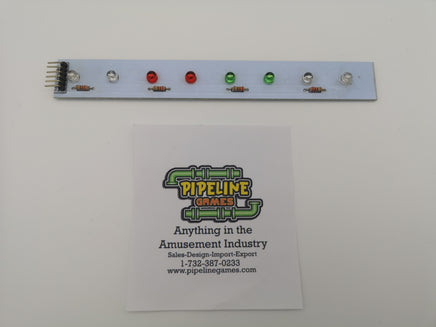 PIPELINE
GAMES
Anything in the
Amusement Industry
Sales-Design-Import-Export
1-732-387-0233
www.pipelinegames.com